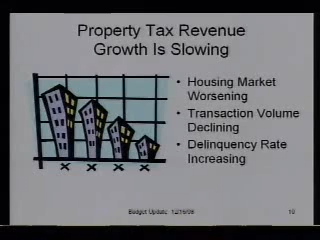 Property Tax Revenue
Growth Is Slowing
• Housing Market
Worsening
• Transaction Volume
Declining
• Delinquency Rate
Increasing
Budget Update 12/16/08